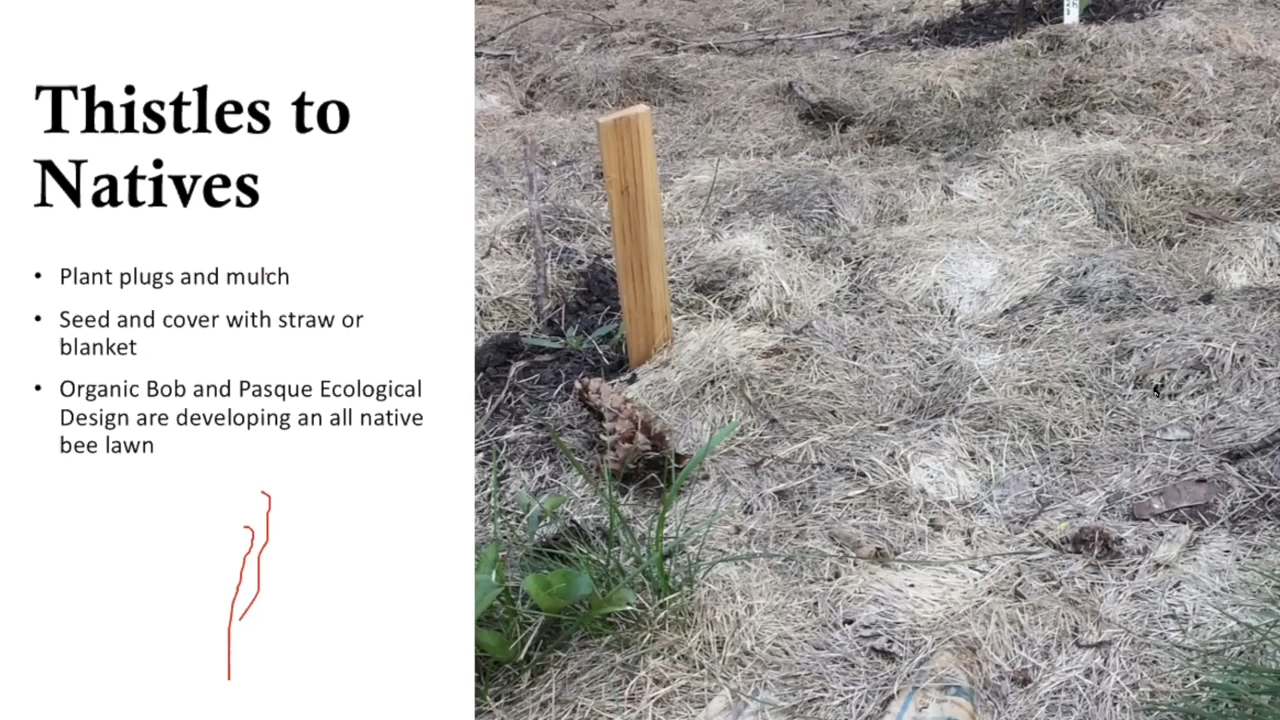 Thistles to
Natives
• Plant plugs and mulch
• Seed and cover with straw or
blanket
• Organic Bob and Pasque Ecological
Design are developing an all native
bee lawn